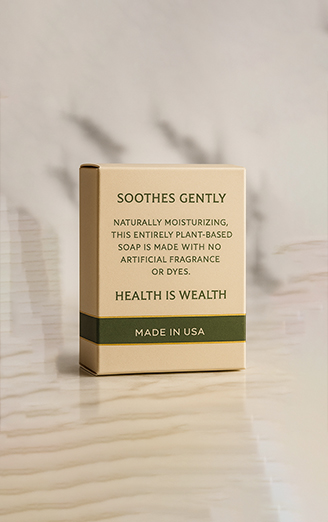 SOOTHES GENTLY
NATURALLY MOISTURIZING,
THIS ENTIRELY PLANT-BASED
SOAP IS MADE WITH NO
ARTIFICIAL FRAGRANCE
OR DYES.
HEALTH IS WEALTH
MADE IN USA